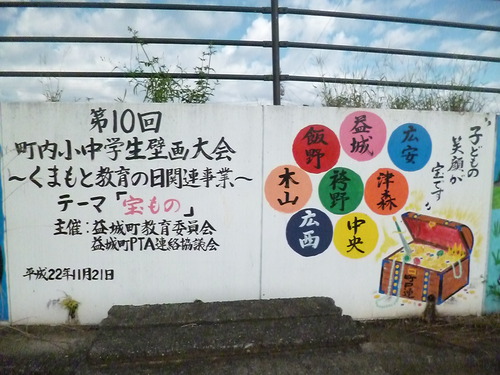 第10回
町内小中学生壁画大会
～くまもと教育の日関連事業～
テーマ「宝もの」
主催：益城町教育委員会
益城町PTA連絡協議会
平成22年11月21日
飯野
益城
広安
木山
袴野
津森
広西
中央
子どもの
笑顔が
宝です